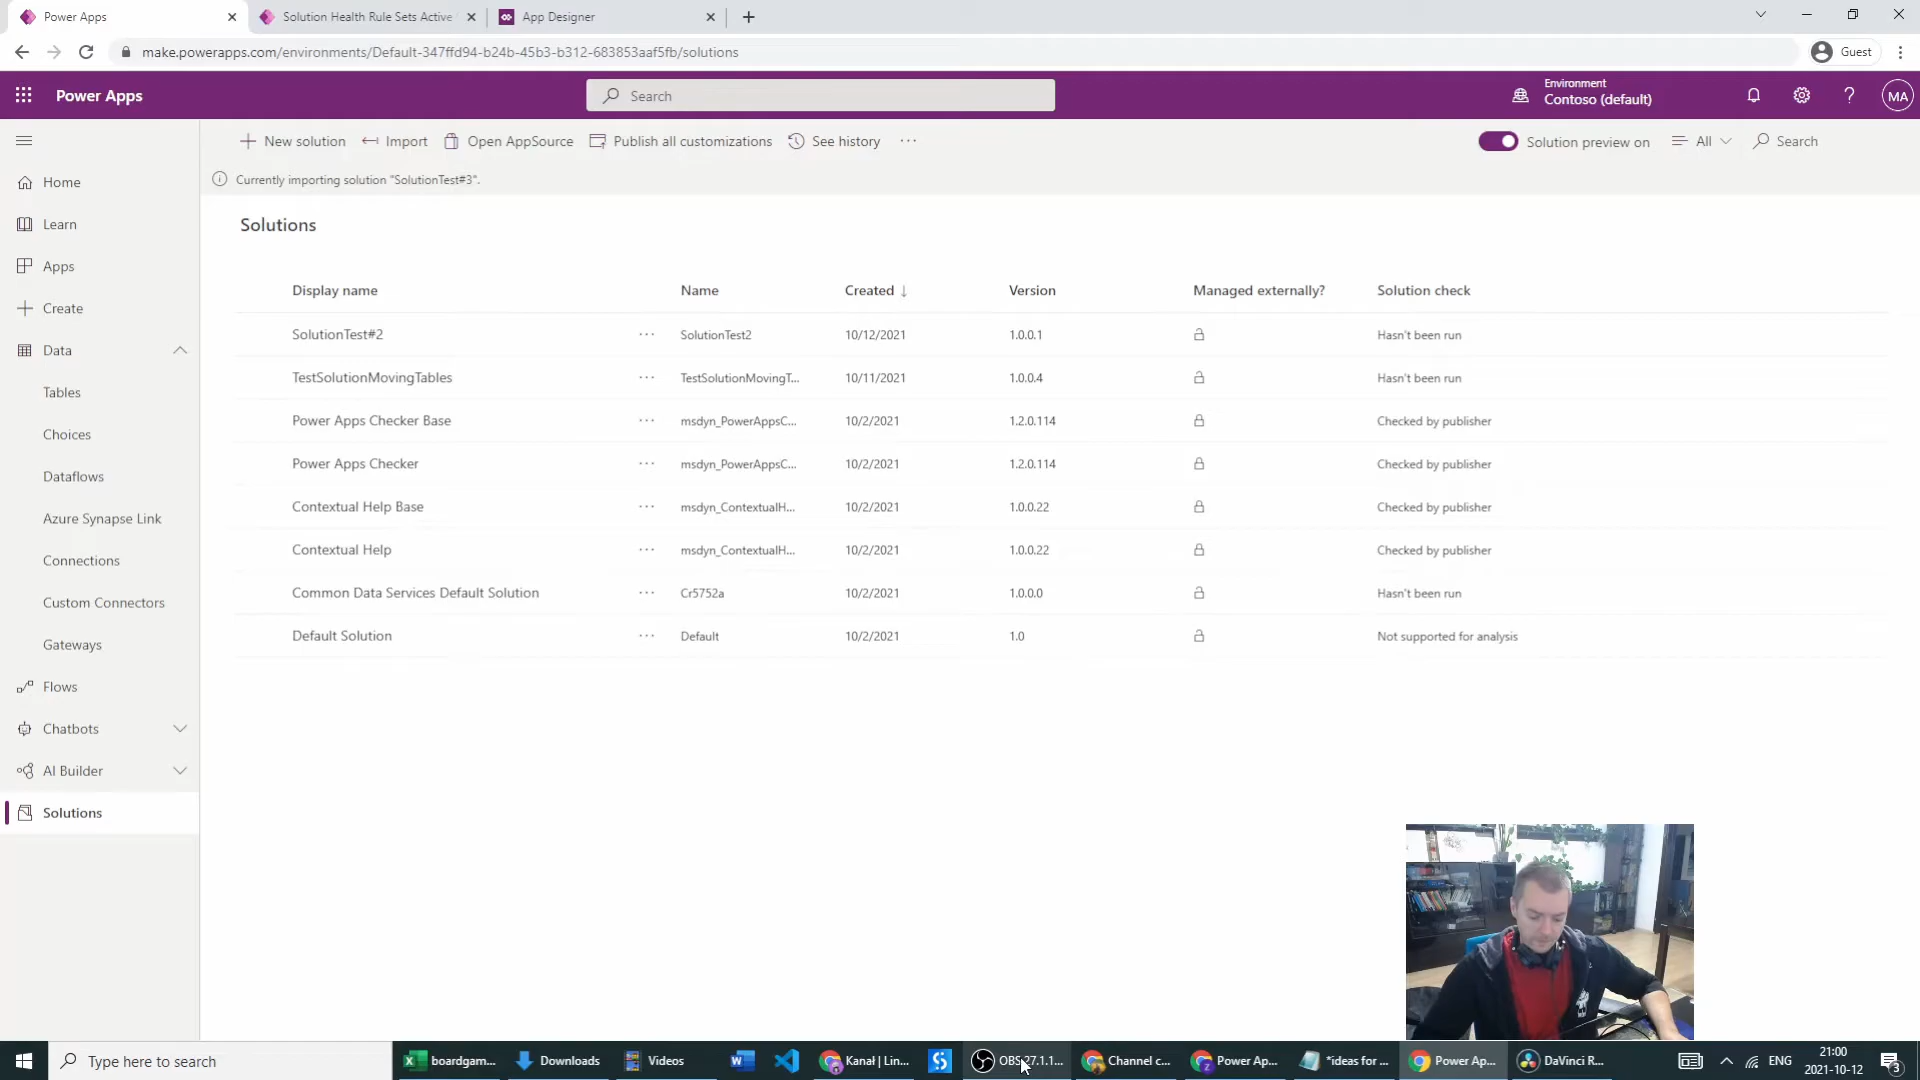 Power Apps
Solution Health Rule Sets Active
App Designer
make.powerapps.com/environments/Default-347ffd94-b24b-45b3-b312-683853aaf5fb/solutions
Guest
Power Apps
Search
Environment
Contoso (default)
MA
New solution
Import
Open AppSource
Publish all customizations
See history
Solution preview on
All
Search
Currently importing solution "SolutionTest#3".
Home
Learn
Apps
Create
Data
Tables
Choices
Dataflows
Azure Synapse Link
Connections
Custom Connectors
Gateways
Flows
Chatbots
AI Builder
Solutions
Solutions
Display name Name Created ↓ Version Managed externally? Solution check
SolutionTest#2 ··· SolutionTest2 10/12/2021 1.0.0.1 Hasn't been run
TestSolutionMovingTables ··· TestSolutionMovingT... 10/11/2021 1.0.0.4 Hasn't been run
Power Apps Checker Base ··· msdyn_PowerAppsC... 10/2/2021 1.2.0.114 Checked by publisher
Power Apps Checker ··· msdyn_PowerAppsC... 10/2/2021 1.2.0.114 Checked by publisher
Contextual Help Base ··· msdyn_ContextualH... 10/2/2021 1.0.0.22 Checked by publisher
Contextual Help ··· msdyn_ContextualH... 10/2/2021 1.0.0.22 Checked by publisher
Common Data Services Default Solution ··· Cr5752a 10/2/2021 1.0.0.0 Hasn't been run
Default Solution ··· Default 10/2/2021 1.0 Not supported for analysis
Type here to search
boardgam...
Downloads
Videos
Kanał | Lin...
OBS 27.1.1...
Channel c...
Power Ap...
*ideas for ...
Power Ap...
DaVinci R...
ENG
21:00
2021-10-12
3